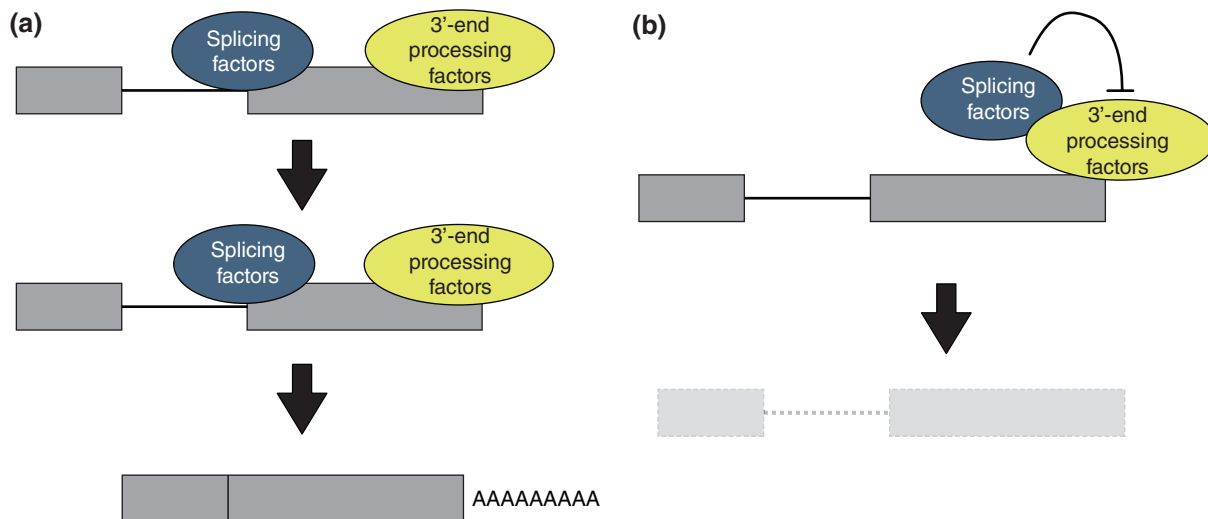 (a)
Splicing
factors
3'-end
processing
factors
Splicing
factors
3'-end
processing
factors
AAAAAAAAA
(b)
Splicing
factors
3'-end
processing
factors